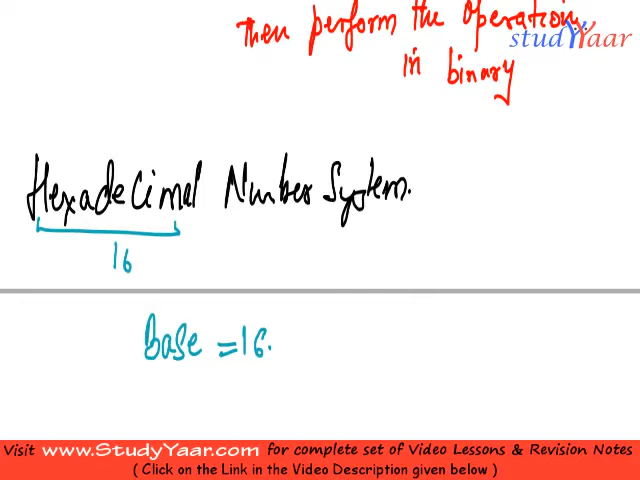 Then perform the operation
in binary
studYYaar
Hexadecimal Number System.
16
Base = 16.
Visit www.StudyYaar.com for complete set of Video Lessons & Revision Notes
( Click on the Link in the Video Description given below )